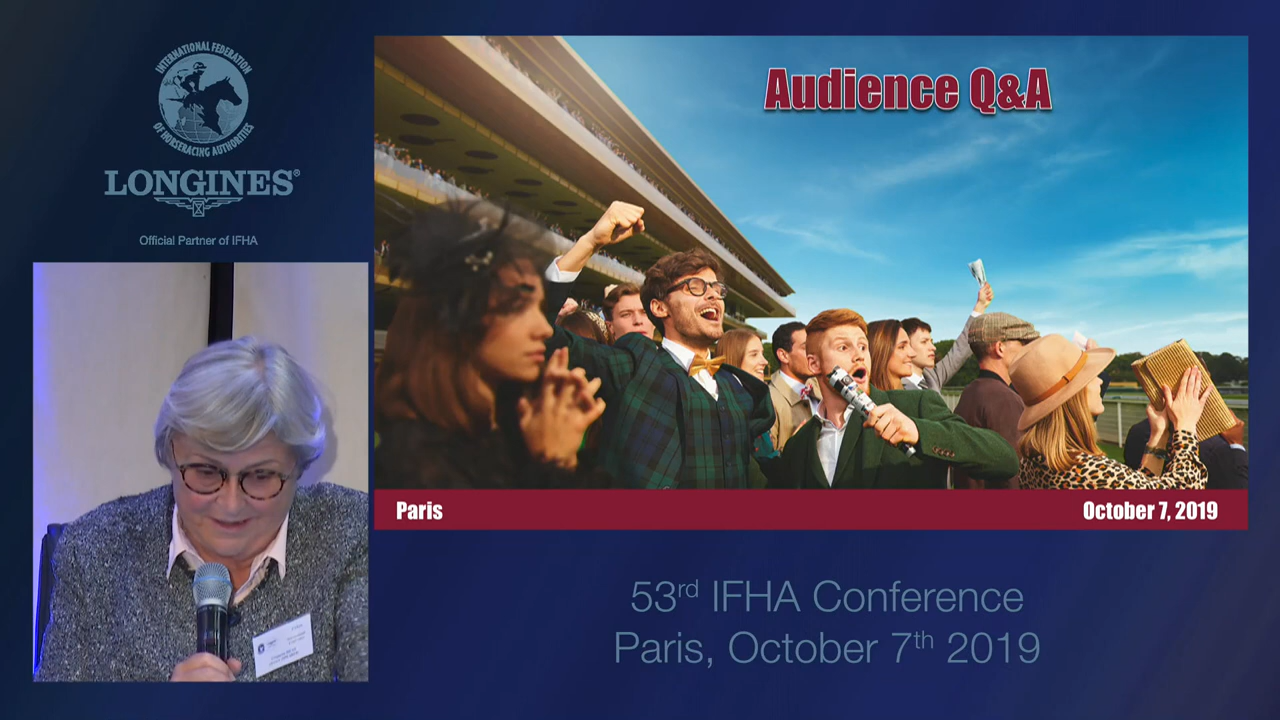 INTERNATIONAL FEDERATION
OF HORSERACING AUTHORITIES
LONGINES®
Official Partner of IFHA
Audience Q&A
Paris
October 7, 2019
53rd IFHA Conference
Paris, October 7th 2019